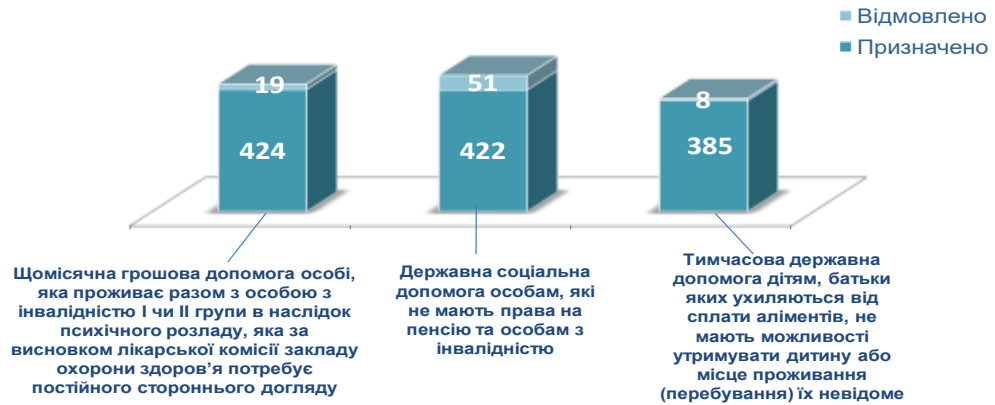 Відмовлено
Призначено
19
424
51
422
8
385
Щомісячна грошова допомога особі,
яка проживає разом з особою з
інвалідністю I чи II групи в наслідок
психічного розладу, яка за
висновком лікарської комісії закладу
охорони здоров’я потребує
постійного стороннього догляду
Державна соціальна
допомога особам, які
не мають права на
пенсію та особам з
інвалідністю
Тимчасова державна
допомога дітям, батьки
яких ухиляються від
сплати аліментів, не
мають можливості
утримувати дитину або
місце проживання
(перебування) їх невідоме